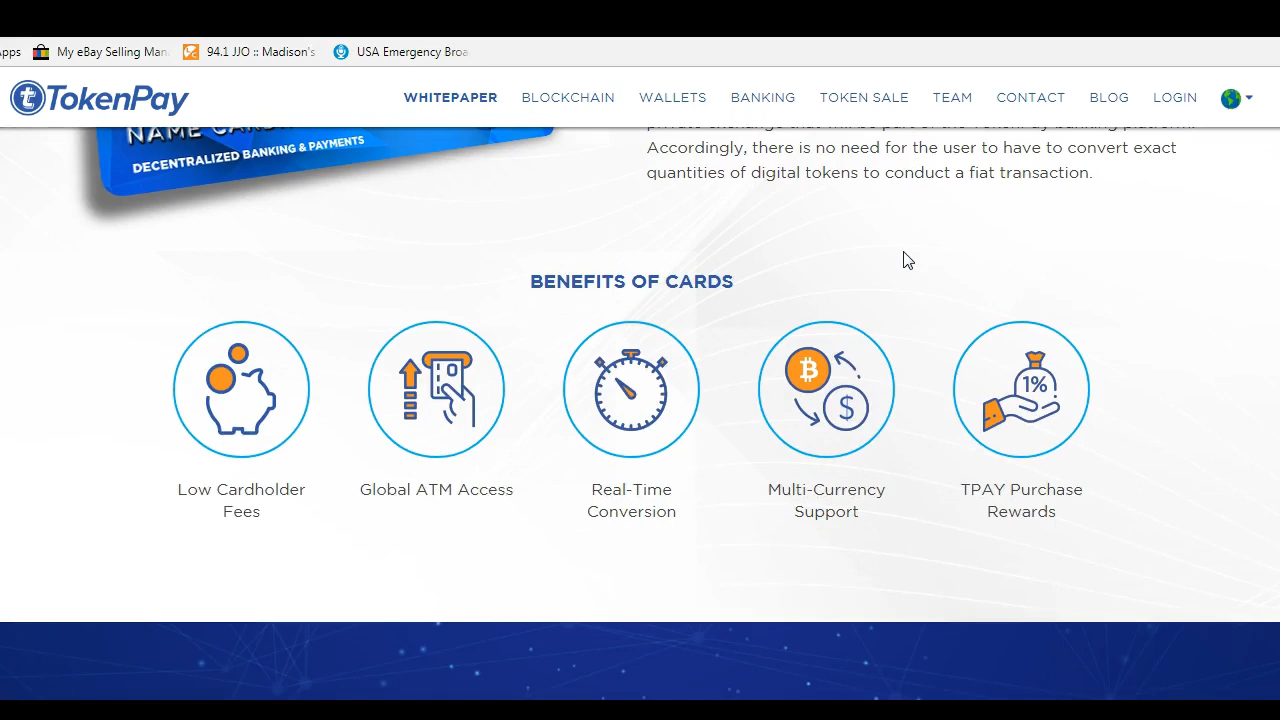 Apps My eBay Selling Man 94.1 JJO :: Madison's USA Emergency Broa
TokenPay WHITEPAPER BLOCKCHAIN WALLETS BANKING TOKEN SALE TEAM CONTACT BLOG LOGIN
NAME
DECENTRALIZED BANKING & PAYMENTS
Accordingly, there is no need for the user to have to convert exact
quantities of digital tokens to conduct a fiat transaction.
BENEFITS OF CARDS
1%
Low Cardholder
Fees
Global ATM Access
Real-Time
Conversion
Multi-Currency
Support
TPAY Purchase
Rewards